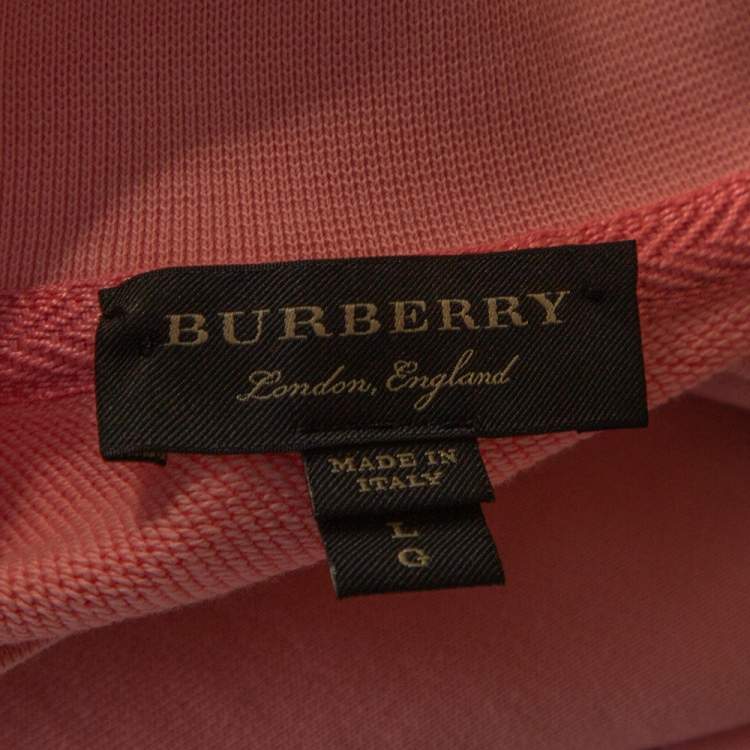 BURBERRY
London, England
MADE IN
ITALY
L
G